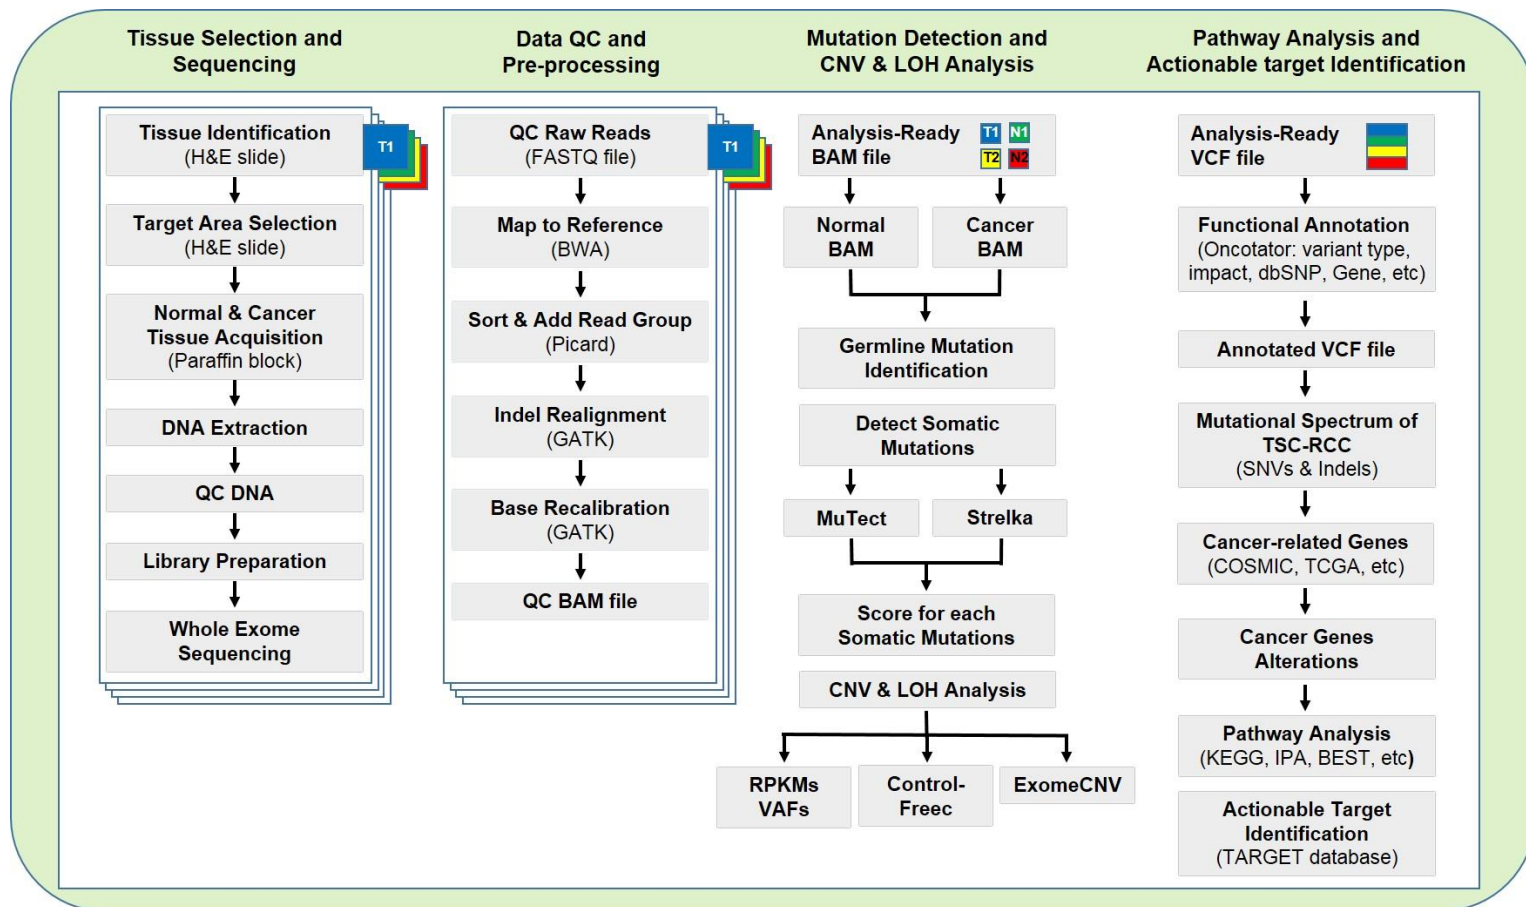 Tissue Selection and
Sequencing
Data QC and
Pre-processing
Mutation Detection and
CNV & LOH Analysis
Pathway Analysis and
Actionable target Identification
Tissue Identification
(H&E slide)
T1
Target Area Selection
(H&E slide)
Normal & Cancer
Tissue Acquisition
(Paraffin block)
DNA Extraction
QC DNA
Library Preparation
Whole Exome
Sequencing
QC Raw Reads
(FASTQ file)
T1
Map to Reference
(BWA)
Sort & Add Read Group
(Picard)
Indel Realignment
(GATK)
Base Recalibration
(GATK)
QC BAM file
Analysis-Ready
BAM file
T1 N1
T2 N2
Normal
BAM
Cancer
BAM
Germline Mutation
Identification
Detect Somatic
Mutations
MuTect
Strelka
Score for each
Somatic Mutations
CNV & LOH Analysis
RPKMs
VAFs
Control-
Freec
ExomeCNV
Analysis-Ready
VCF file
Functional Annotation
(Oncotator: variant type,
impact, dbSNP, Gene, etc)
Annotated VCF file
Mutational Spectrum of
TSC-RCC
(SNVs & Indels)
Cancer-related Genes
(COSMIC, TCGA, etc)
Cancer Genes
Alterations
Pathway Analysis
(KEGG, IPA, BEST, etc)
Actionable Target
Identification
(TARGET database)